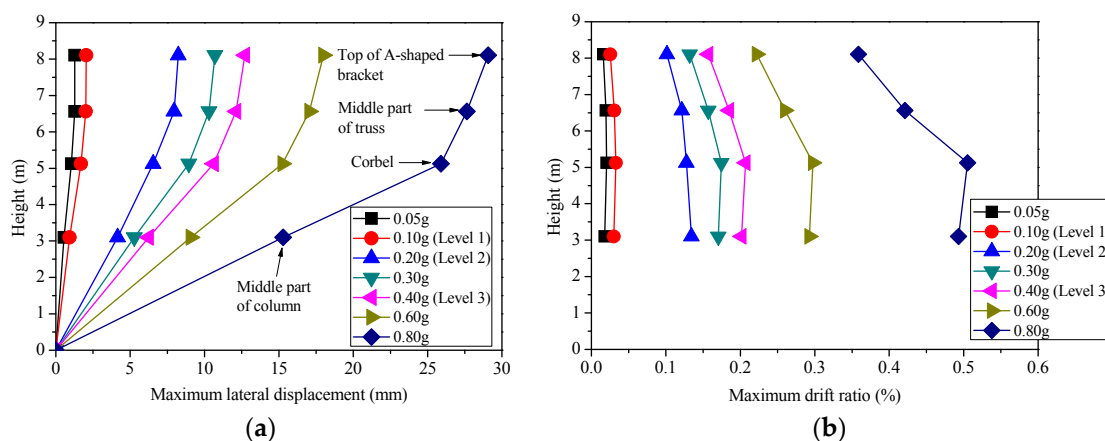 9
8
7
6
5
4
3
2
1
0
Height (m)
Top of A-shaped
bracket
Middle part
of truss
Corbel
Middle part
of column
0.05g
0.10g (Level 1)
0.20g (Level 2)
0.30g
0.40g (Level 3)
0.60g
0.80g
0 5 10 15 20 25 30
Maximum lateral displacement (mm)
(a)
9
8
7
6
5
4
3
2
1
0
Height (m)
0.05g
0.10g (Level 1)
0.20g (Level 2)
0.30g
0.40g (Level 3)
0.60g
0.80g
0.0 0.1 0.2 0.3 0.4 0.5 0.6
Maximum drift ratio (%)
(b)